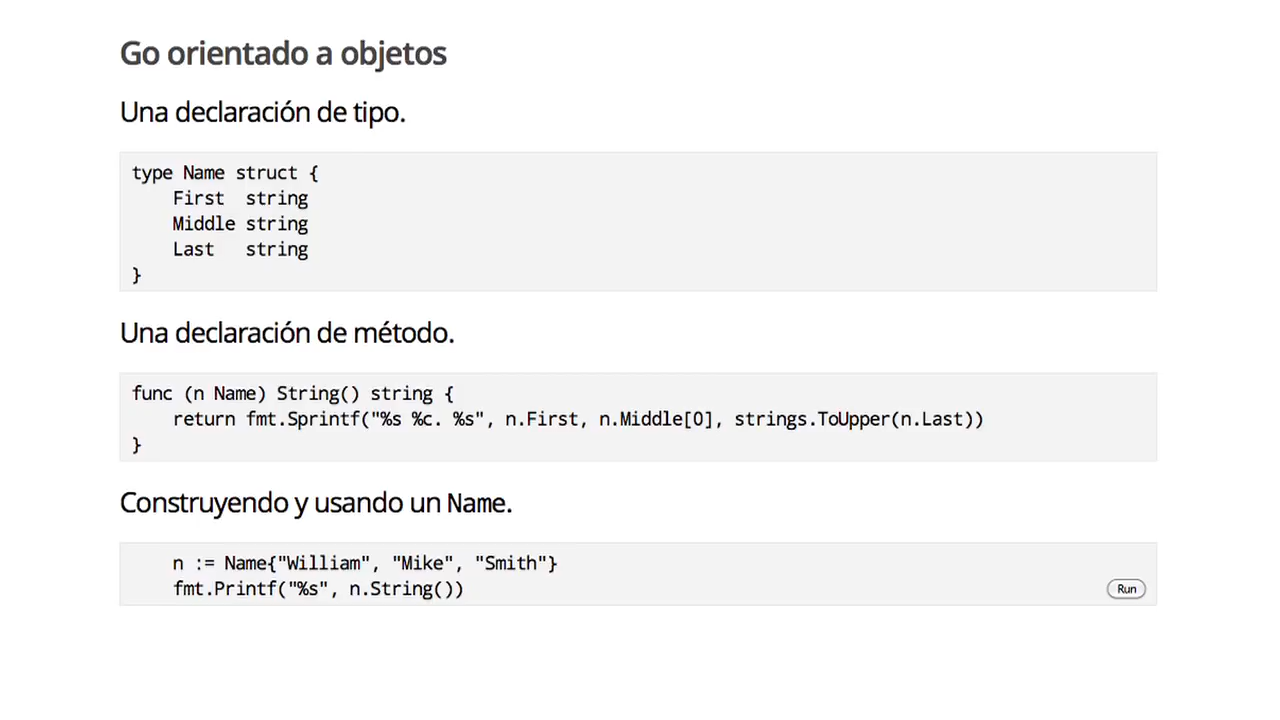 Go orientado a objetos
Una declaración de tipo.
type Name struct {
    First  string
    Middle string
    Last   string
}
Una declaración de método.
func (n Name) String() string {
    return fmt.Sprintf("%s %c. %s", n.First, n.Middle[0], strings.ToUpper(n.Last))
}
Construyendo y usando un Name.
    n := Name{"William", "Mike", "Smith"}
    fmt.Printf("%s", n.String())
Run